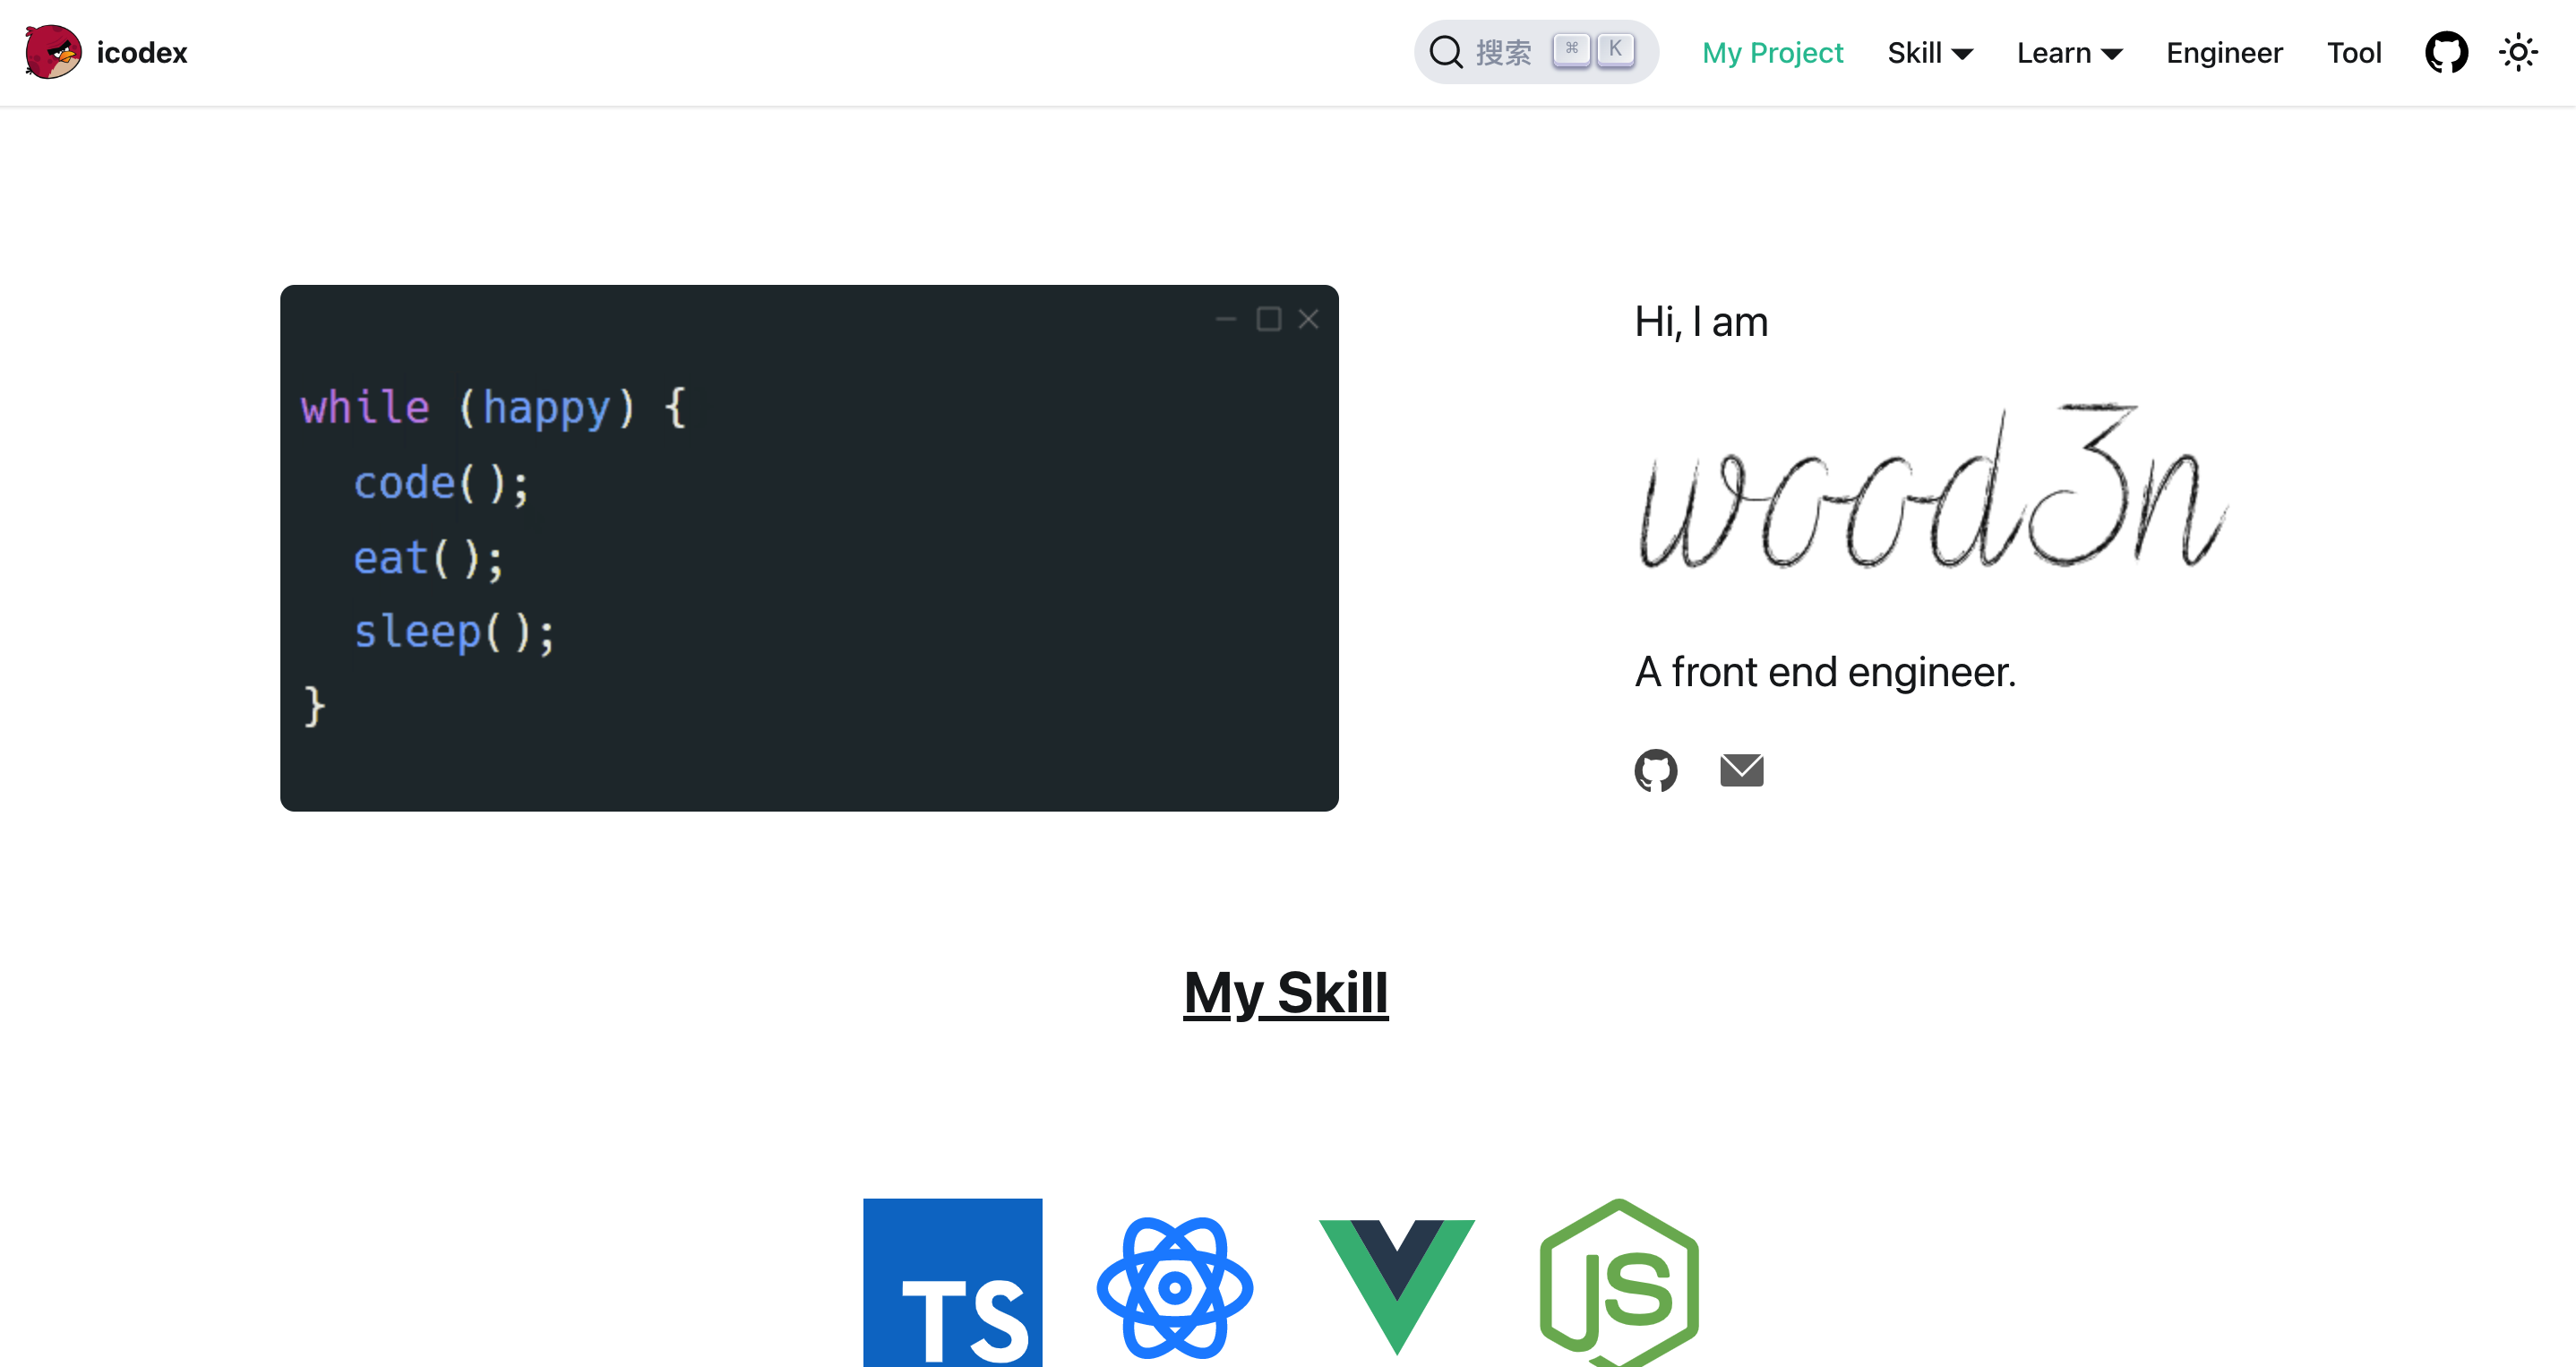 icodex
搜索 ⌘ K
My Project Skill Learn Engineer Tool
while (happy) {
  code();
  eat();
  sleep();
}
Hi, I am
wood3n
A front end engineer.
My Skill
TS
JS